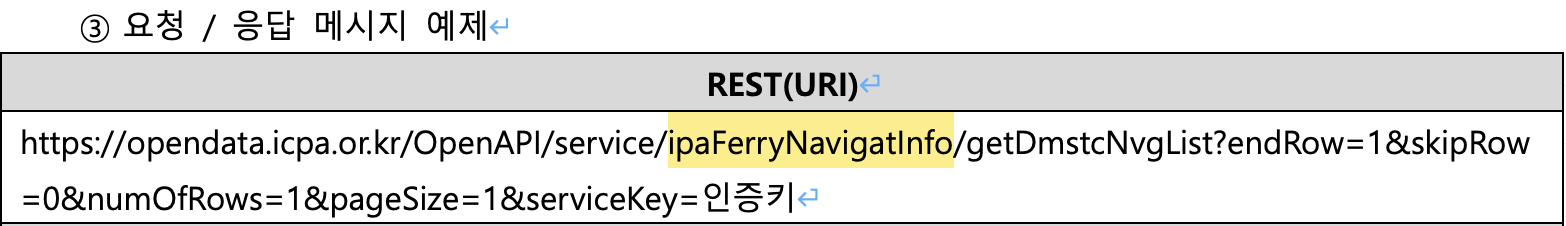 ③ 요청 / 응답 메시지 예제↵
REST(URI)↵
https://opendata.icpa.or.kr/OpenAPI/service/ipaFerryNavigatInfo/getDmstcNvgList?endRow=1&skipRow
=0&numOfRows=1&pageSize=1&serviceKey=인증키↵